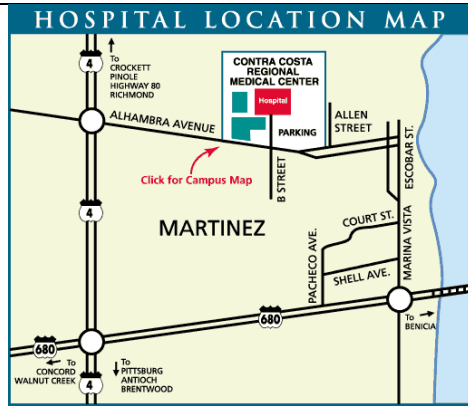 HOSPITAL LOCATION MAP
4
To
CROCKETT
PINOLE
HIGHWAY 80
RICHMOND
CONTRA COSTA
REGIONAL
MEDICAL CENTER
Hospital
PARKING
ALLEN
STREET
ALHAMBRA AVENUE
ESCOBAR ST.
Click for Campus Map
B STREET
4
MARTINEZ
COURT ST.
PACHECO AVE.
MARINA VISTA
SHELL AVE.
680
To
BENICIA
680
To
CONCORD
WALNUT CREEK
4
To
PITTSBURG
ANTIOCH
BRENTWOOD